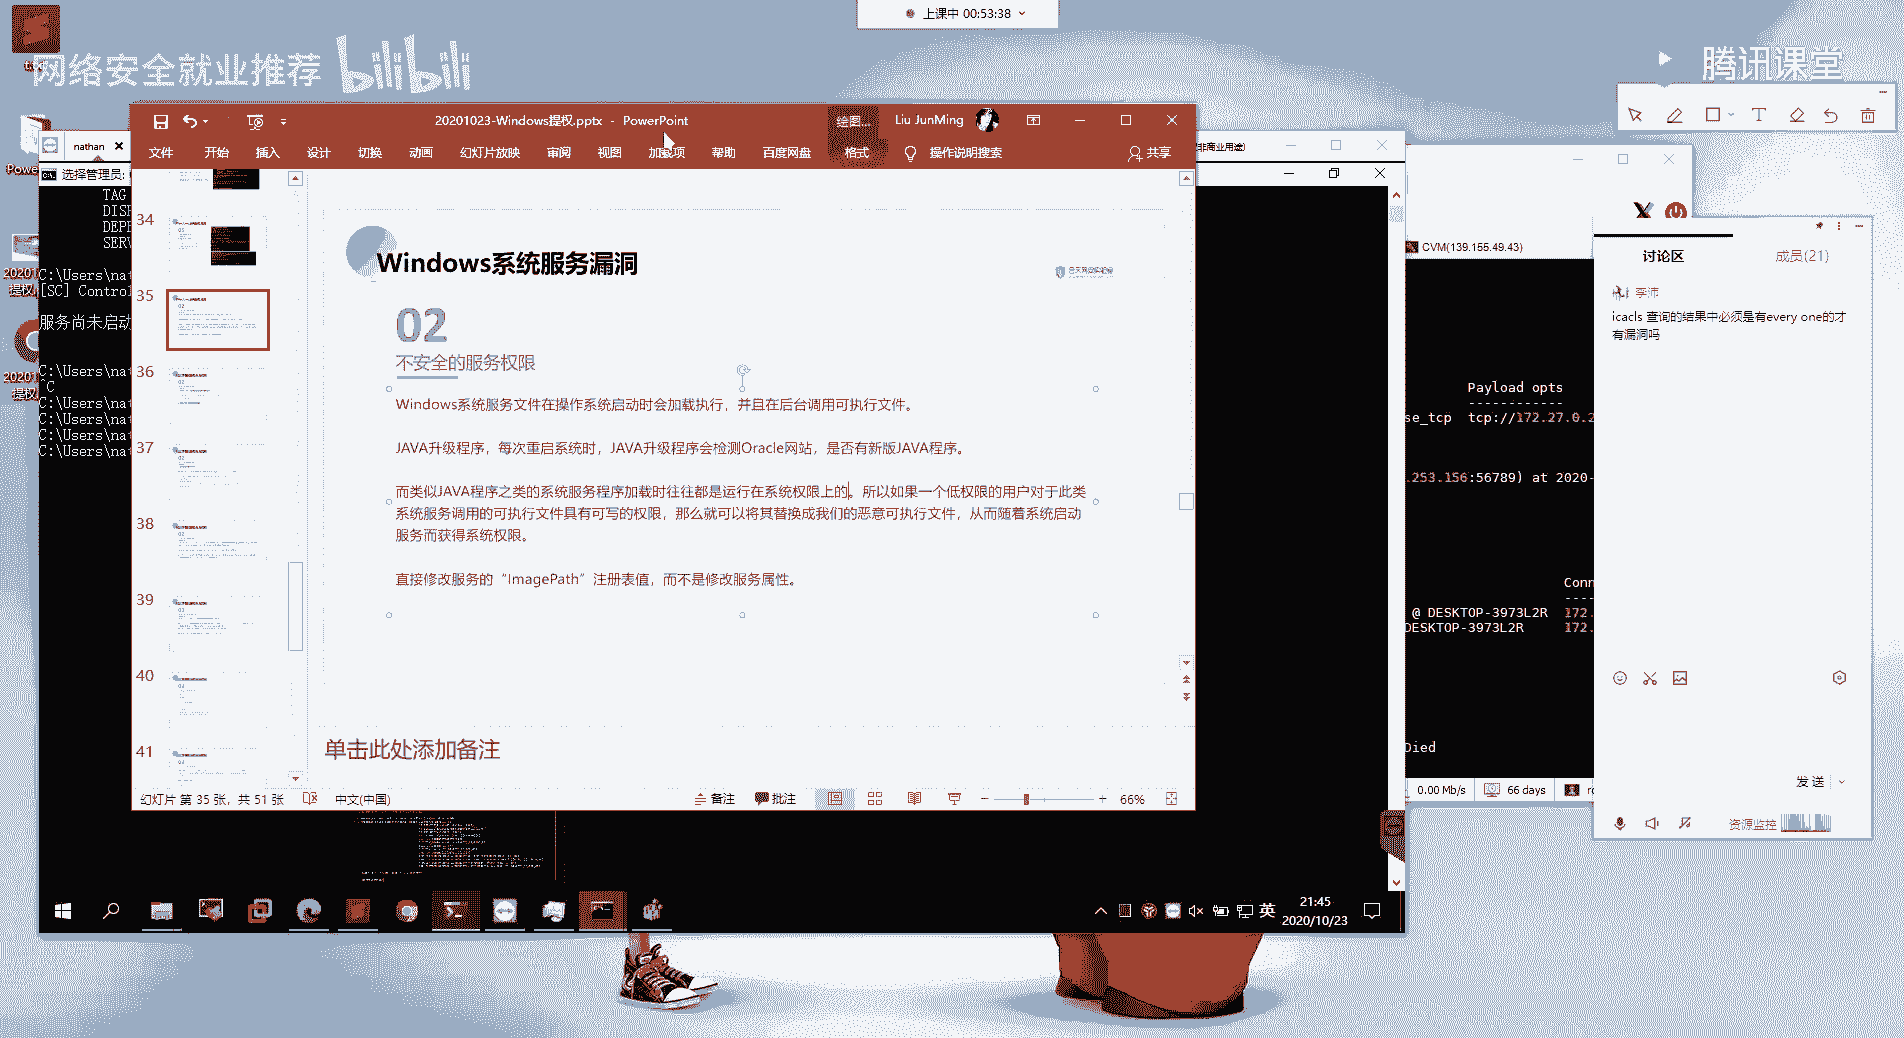 上课中 00:53:38
网络安全就业推荐 bilibili
腾讯课堂
20201023-Windows提权.pptx - PowerPoint
绘图...
Liu JunMing
文件 开始 插入 设计 切换 动画 幻灯片放映 审阅 视图 加载项 帮助 百度网盘 格式 操作说明搜索 共享
nathan
选择管理员:
TAG
SERV
C:\Users\nat
[SC] Control
服务尚未启动
C:\Users\nat
^C
C:\Users\nat
C:\Users\nat
C:\Users\nat
C:\Users\nat
34
35
36
37
38
39
40
41
Windows系统服务漏洞
02
不安全的服务权限
Windows系统服务文件在操作系统启动时会加载执行，并且在后台调用可执行文件。
JAVA升级程序，每次重启系统时，JAVA升级程序会检测Oracle网站，是否有新版JAVA程序。
而类似JAVA程序之类的系统服务程序加载时往往都是运行在系统权限上的。所以如果一个低权限的用户对于此类
系统服务调用的可执行文件具有可写的权限，那么就可以将其替换成我们的恶意可执行文件，从而随着系统启动
服务而获得系统权限。
直接修改服务的“ImagePath”注册表值，而不是修改服务属性。
单击此处添加备注
幻灯片 第 35 张，共 51 张 中文(中国) 备注 批注 66%
CVM(139.155.49.43)
Payload opts
------------
se_tcp tcp://172.27.0.2
.253.156:56789) at 2020-
Conn
----
@ DESKTOP-3973L2R 172.
DESKTOP-3973L2R 172.
Died
0.00 Mb/s 66 days
讨论区 成员(21)
李沛
icacls 查询的结果中必须是有every one的才
有漏洞吗
发送
资源监控
英
21:45
2020/10/23